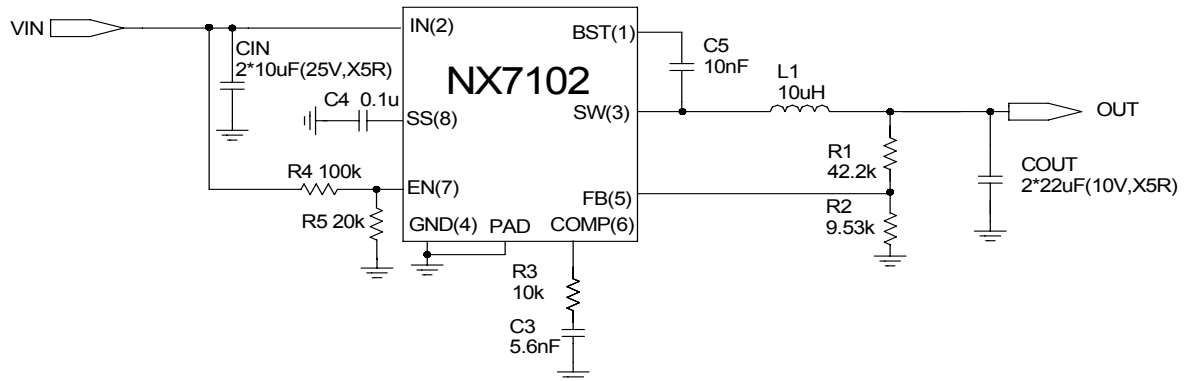 VIN
IN(2)
BST(1)
CIN
2*10uF(25V,X5R)
NX7102
C5
10nF
L1
10uH
C4 0.1u
SS(8)
SW(3)
OUT
R4 100k
EN(7)
R1
42.2k
COUT
2*22uF(10V,X5R)
FB(5)
R5 20k
GND(4) PAD COMP(6)
R2
9.53k
R3
10k
C3
5.6nF